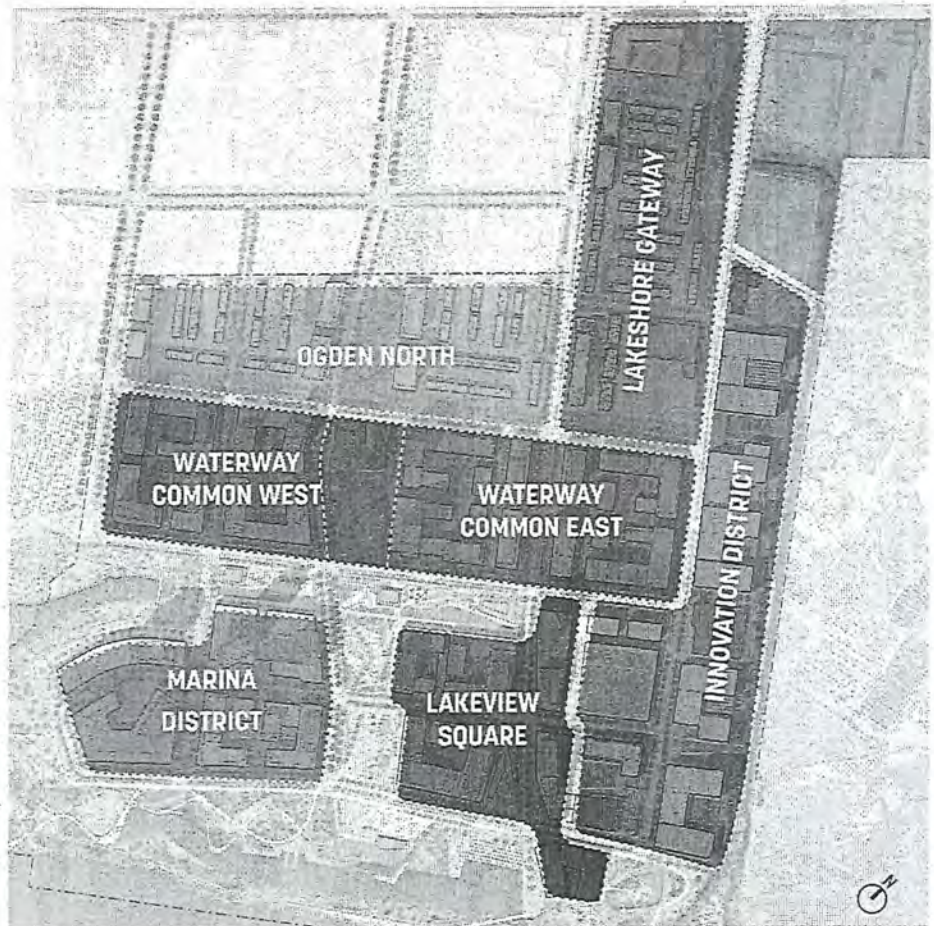 LAKESHORE GATEWAY
OGDEN NORTH
WATERWAY
COMMON WEST
WATERWAY
COMMON EAST
INNOVATION DISTRICT
MARINA
DISTRICT
LAKEVIEW
SQUARE
N